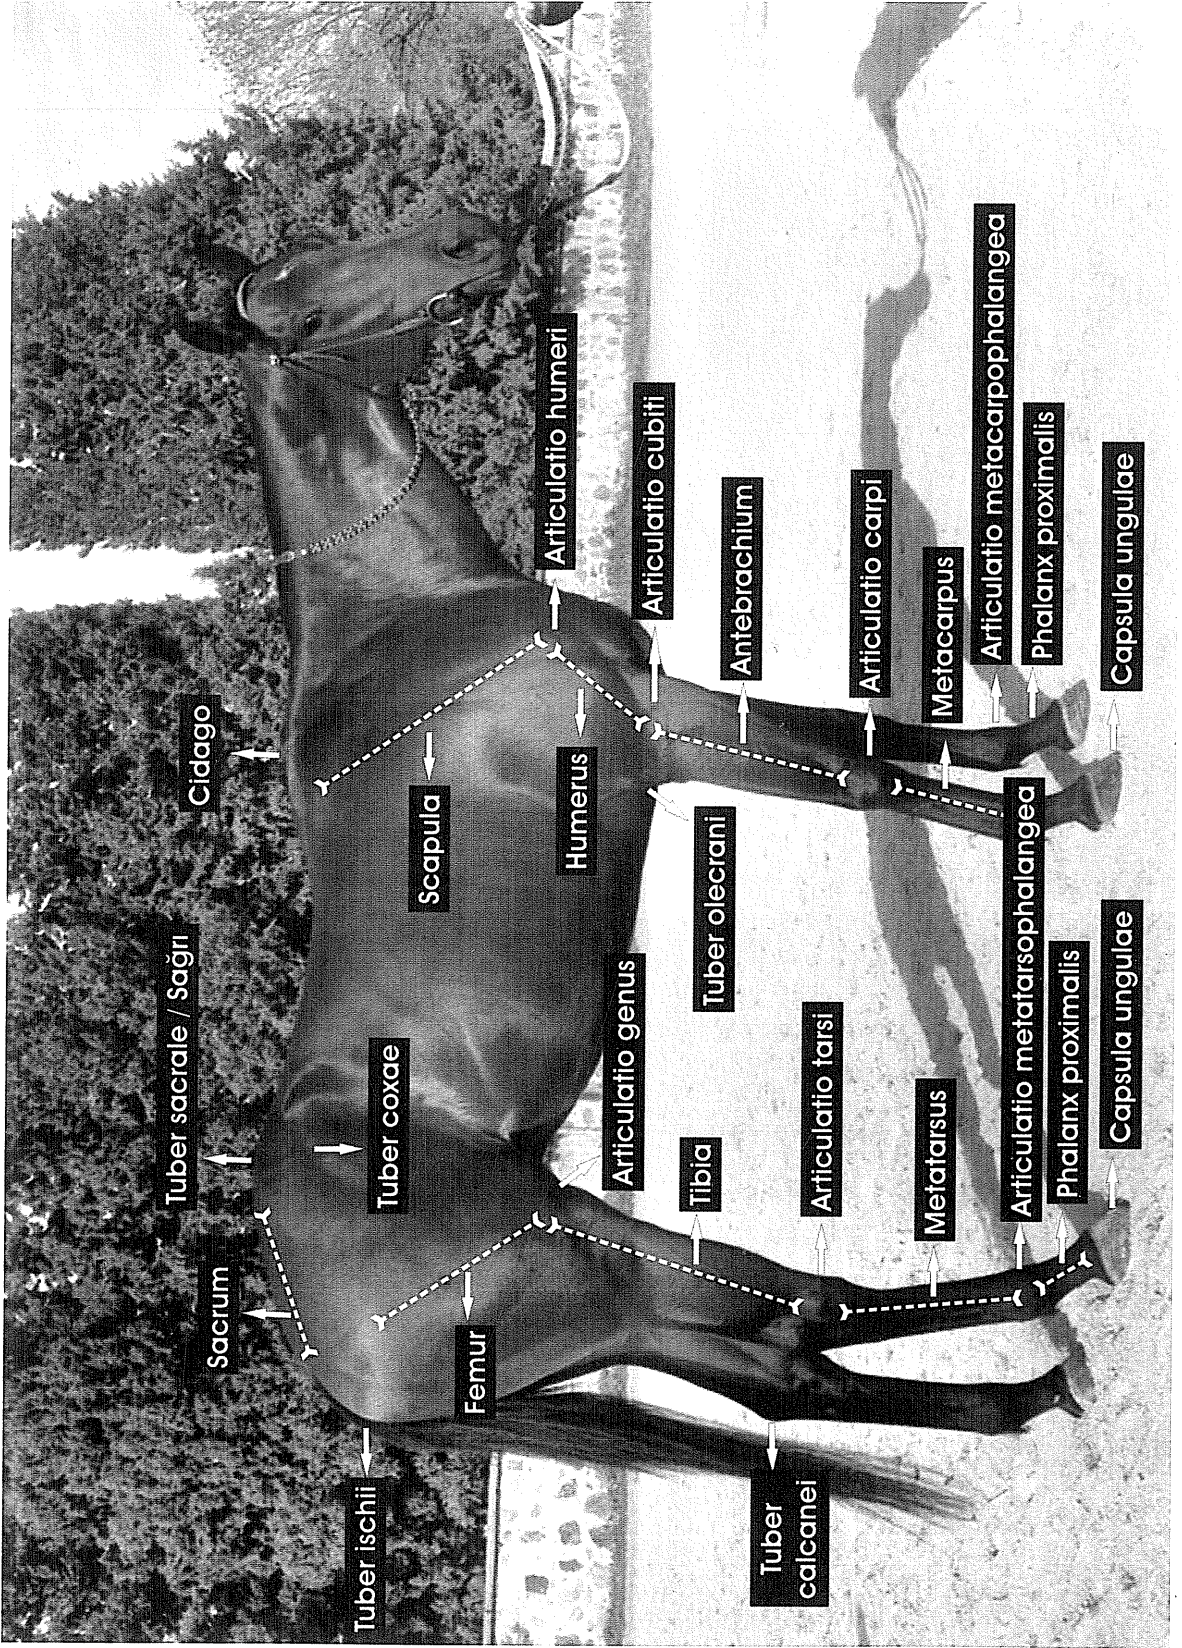 Tuber sacrale / Sağrı
Cidago
Sacrum
Tuber ischii
Tuber coxae
Scapula
Femur
Articulatio humeri
Humerus
Articulatio genus
Articulatio cubiti
Tibia
Tuber olecrani
Antebrachium
Tuber
calcanei
Articulatio tarsi
Articulatio carpi
Metatarsus
Metacarpus
Articulatio metacarpophalangea
Articulatio metatarsophalangea
Phalanx proximalis
Phalanx proximalis
Capsula ungulae
Capsula ungulae